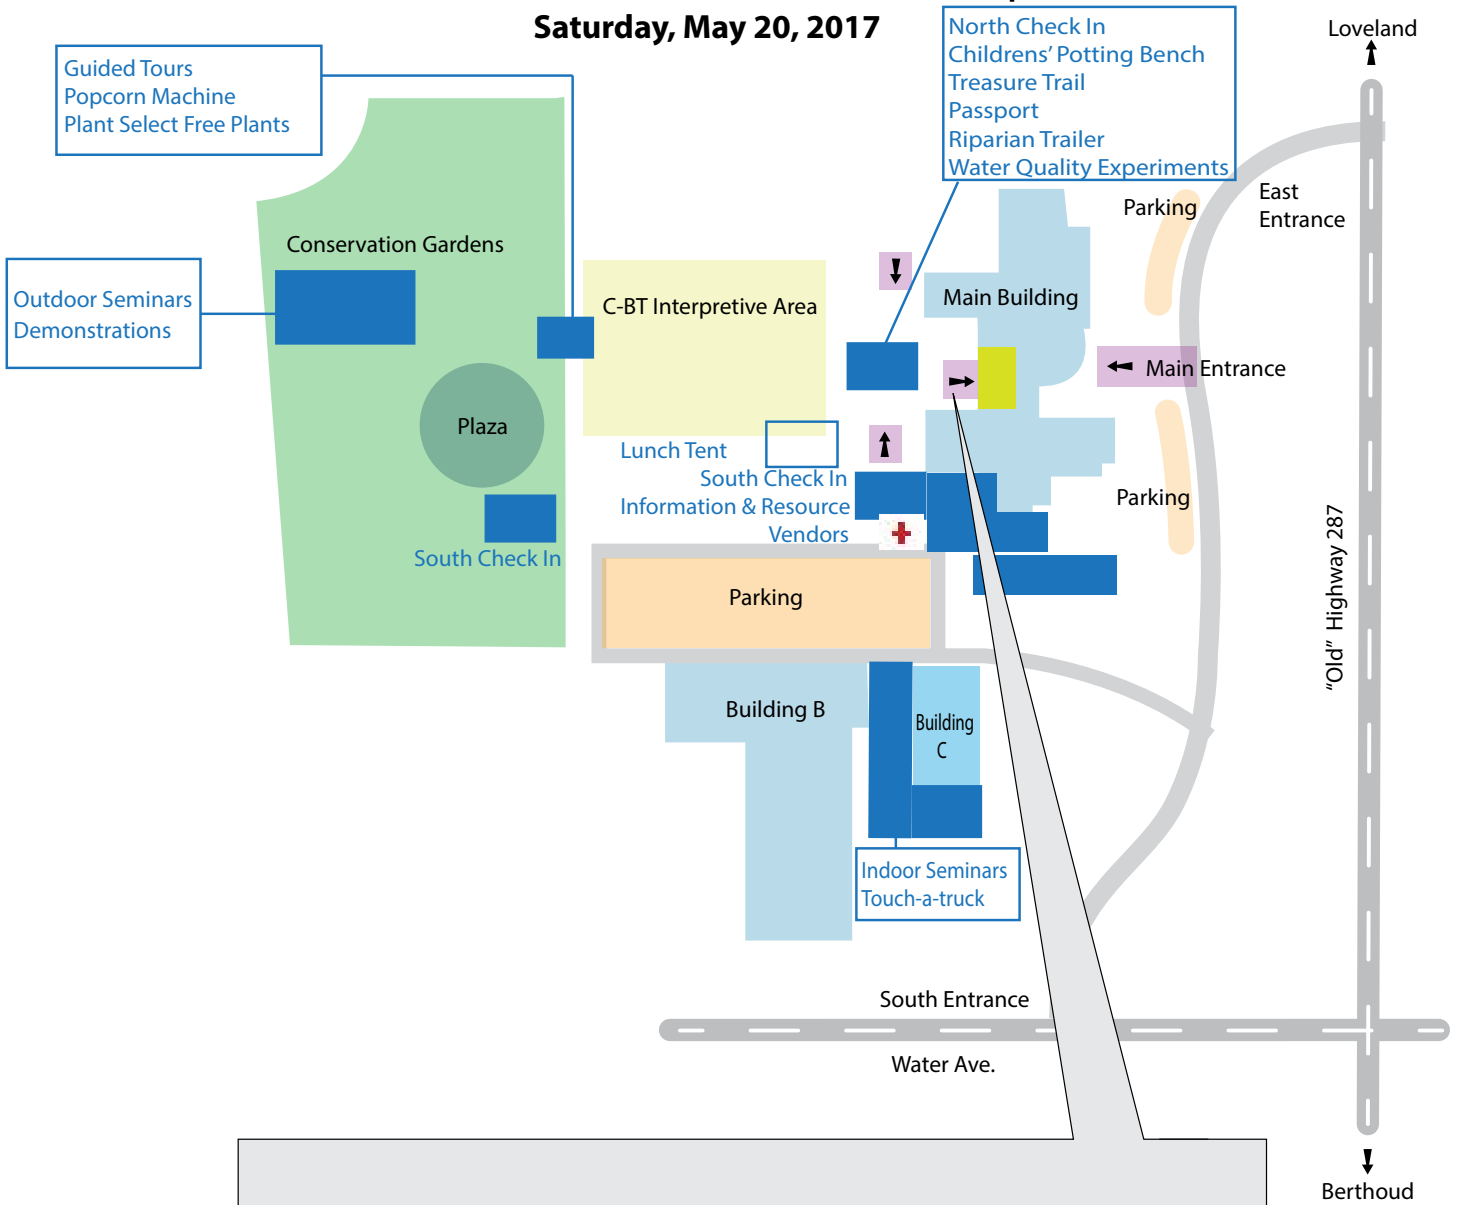 Saturday, May 20, 2017
North Check In
Childrens' Potting Bench
Treasure Trail
Passport
Riparian Trailer
Water Quality Experiments
Loveland
Guided Tours
Popcorn Machine
Plant Select Free Plants
East
Entrance
Parking
Conservation Gardens
Outdoor Seminars
Demonstrations
C-BT Interpretive Area
Main Building
Main Entrance
Plaza
Lunch Tent
South Check In
Information & Resource
Vendors
Parking
South Check In
Parking
"Old" Highway 287
Building B
Building
C
Indoor Seminars
Touch-a-truck
South Entrance
Water Ave.
Berthoud